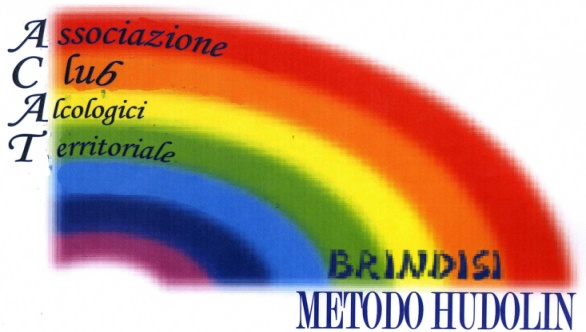 Associazione
Club
Alcologici
Territoriale
BRINDISI
METODO HUDOLIN